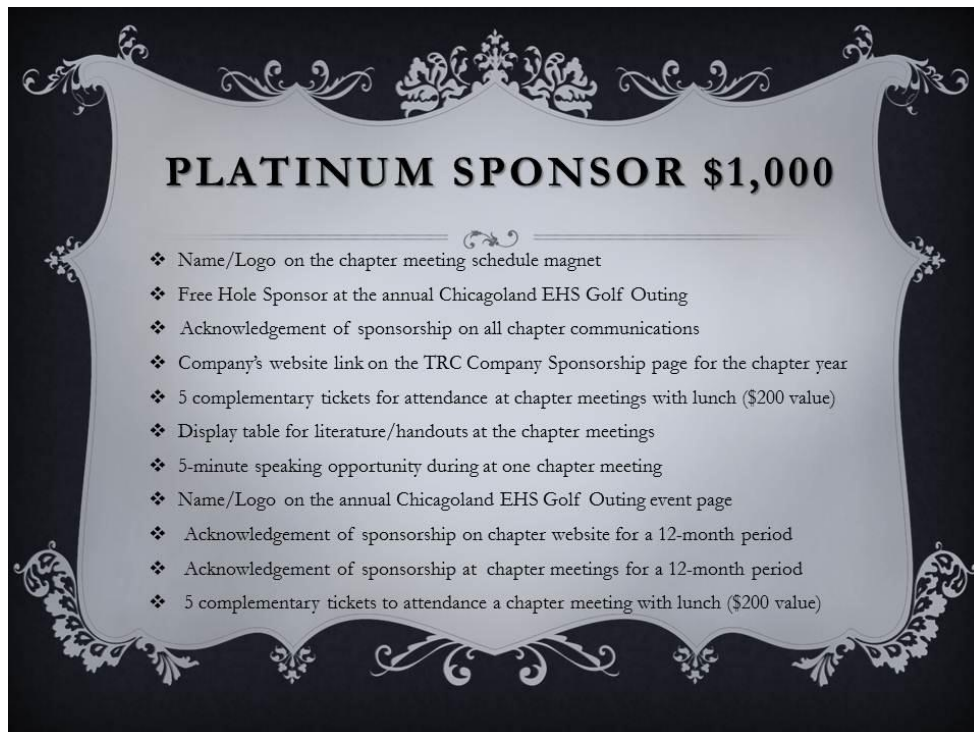 PLATINUM SPONSOR $1,000
❖ Name/Logo on the chapter meeting schedule magnet
❖ Free Hole Sponsor at the annual Chicagoland EHS Golf Outing
❖ Acknowledgement of sponsorship on all chapter communications
❖ Company's website link on the TRC Company Sponsorship page for the chapter year
❖ 5 complementary tickets for attendance at chapter meetings with lunch ($200 value)
❖ Display table for literature/handouts at the chapter meetings
❖ 5-minute speaking opportunity during at one chapter meeting
❖ Name/Logo on the annual Chicagoland EHS Golf Outing event page
❖ Acknowledgement of sponsorship on chapter website for a 12-month period
❖ Acknowledgement of sponsorship at chapter meetings for a 12-month period
❖ 5 complementary tickets to attendance a chapter meeting with lunch ($200 value)